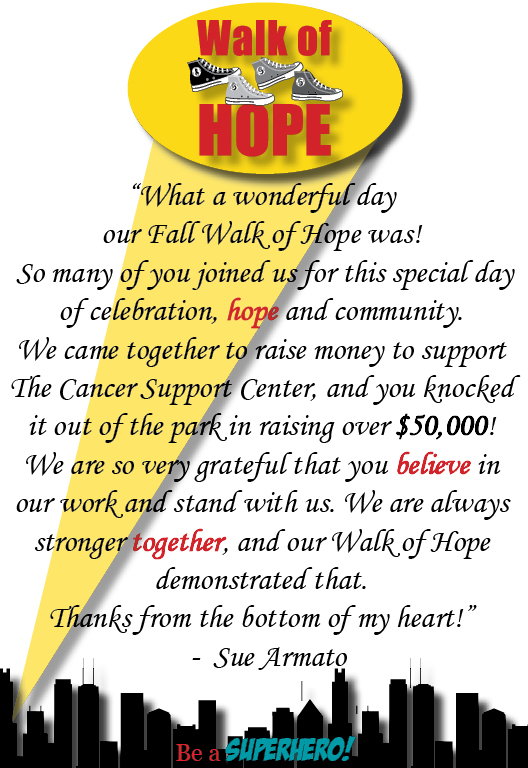 Walk of
HOPE
“What a wonderful day
our Fall Walk of Hope was!
So many of you joined us for this special day
of celebration, hope and community.
We came together to raise money to support
The Cancer Support Center, and you knocked
it out of the park in raising over $50,000!
We are so very grateful that you believe in
our work and stand with us. We are always
stronger together, and our Walk of Hope
demonstrated that.
Thanks from the bottom of my heart!”
- Sue Armato
Be a SUPERHERO!